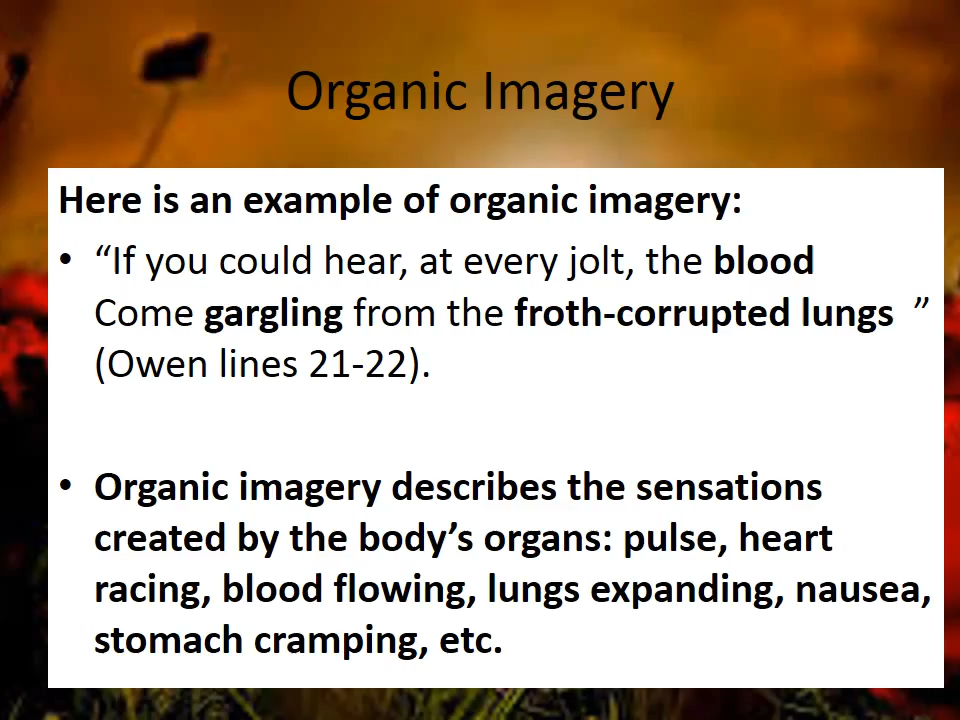 Organic Imagery
Here is an example of organic imagery:
• “If you could hear, at every jolt, the blood
Come gargling from the froth-corrupted lungs ”
(Owen lines 21-22).
• Organic imagery describes the sensations
created by the body’s organs: pulse, heart
racing, blood flowing, lungs expanding, nausea,
stomach cramping, etc.